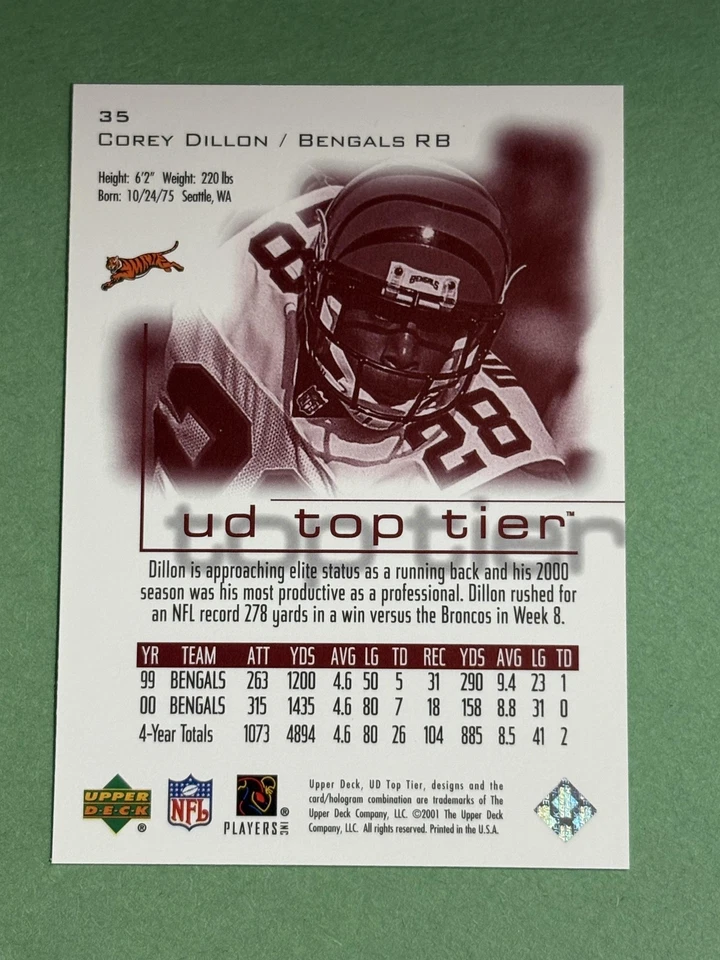 35
COREY DILLON / BENGALS RB
Height: 6'2" Weight: 220 lbs
Born: 10/24/75 Seattle, WA
28
BENGALS
28
2
ud top tier™
top tier
Dillon is approaching elite status as a running back and his 2000
season was his most productive as a professional. Dillon rushed for
an NFL record 278 yards in a win versus the Broncos in Week 8.
YR TEAM ATT YDS AVG LG TD REC YDS AVG LG TD
99 BENGALS 263 1200 4.6 50 5 31 290 9.4 23 1
00 BENGALS 315 1435 4.6 80 7 18 158 8.8 31 0
4-Year Totals 1073 4894 4.6 80 26 104 885 8.5 41 2
UPPER
DECK
®
NFL
PLAYERS INC ®
Upper Deck, UD Top Tier, designs and the
card/hologram combination are trademarks of The
Upper Deck Company, LLC. ©2001 The Upper Deck
Company, LLC. All rights reserved. Printed in the U.S.A.